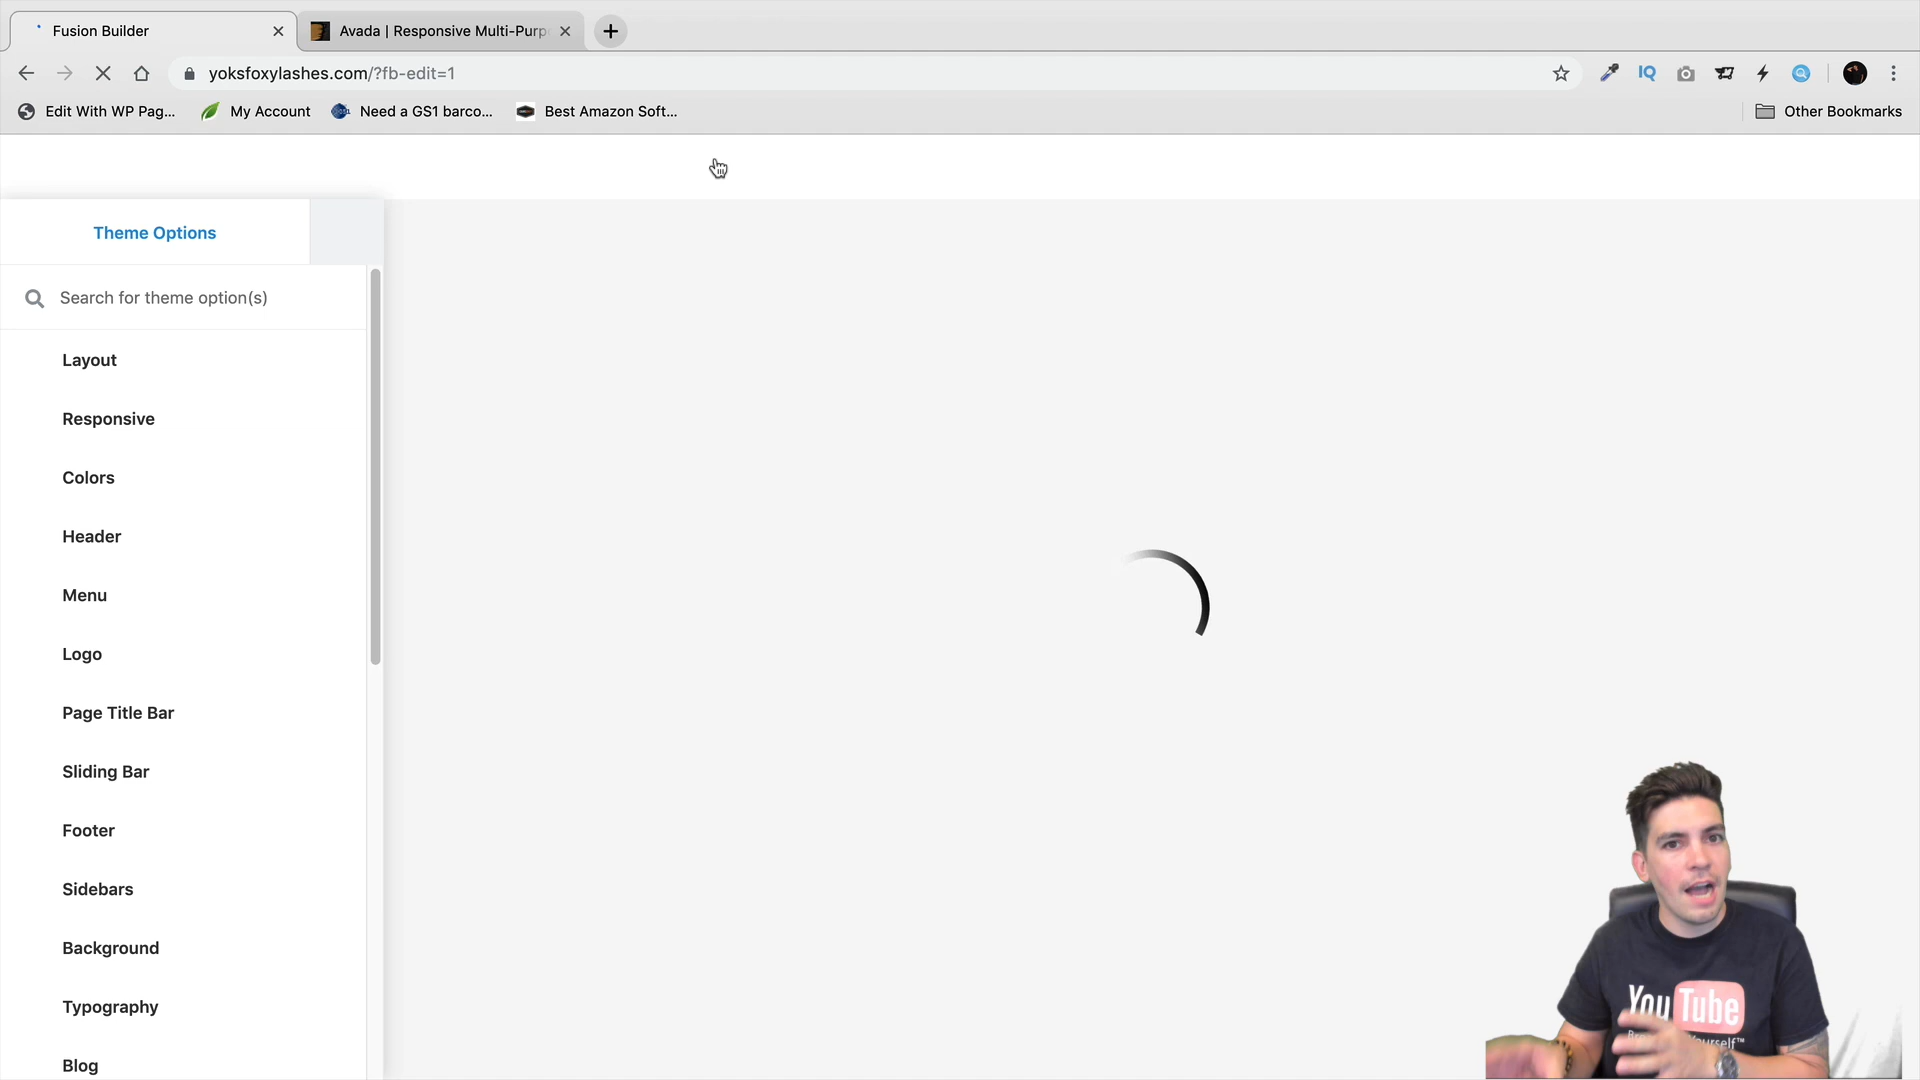 Fusion Builder
Avada | Responsive Multi-Purp
yoksfoxylashes.com/?fb-edit=1
IQ
Edit With WP Pag...
My Account
Need a GS1 barco...
Best Amazon Soft...
Other Bookmarks
Theme Options
Search for theme option(s)
Layout
Responsive
Colors
Header
Menu
Logo
Page Title Bar
Sliding Bar
Footer
Sidebars
Background
Typography
Blog
YouTube